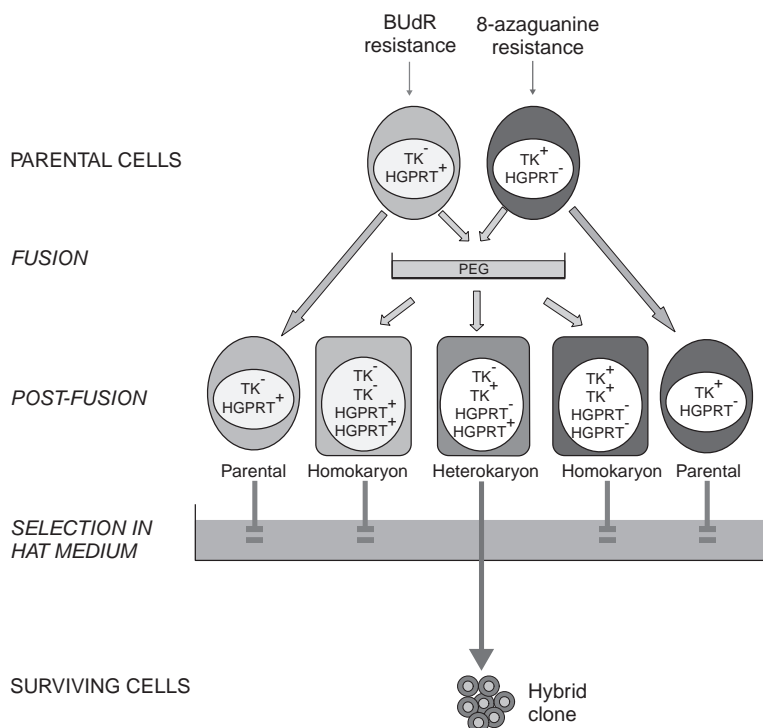 BUdR
resistance
8-azaguanine
resistance
PARENTAL CELLS
TK⁻
HGPRT⁺
TK⁺
HGPRT⁻
FUSION
PEG
POST-FUSION
TK⁻
HGPRT⁺
TK⁻
TK⁻
HGPRT⁺
HGPRT⁺
TK⁻
TK⁺
HGPRT⁻
HGPRT⁺
TK⁺
TK⁺
HGPRT⁻
HGPRT⁻
TK⁺
HGPRT⁻
Parental Homokaryon Heterokaryon Homokaryon Parental
SELECTION IN
HAT MEDIUM
SURVIVING CELLS
Hybrid
clone